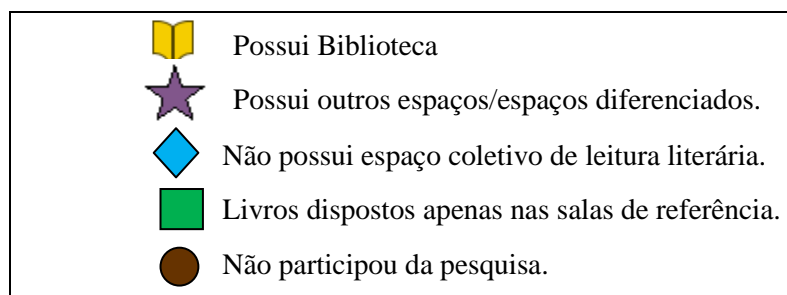 Possui Biblioteca
Possui outros espaços/espaços diferenciados.
Não possui espaço coletivo de leitura literária.
Livros dispostos apenas nas salas de referência.
Não participou da pesquisa.